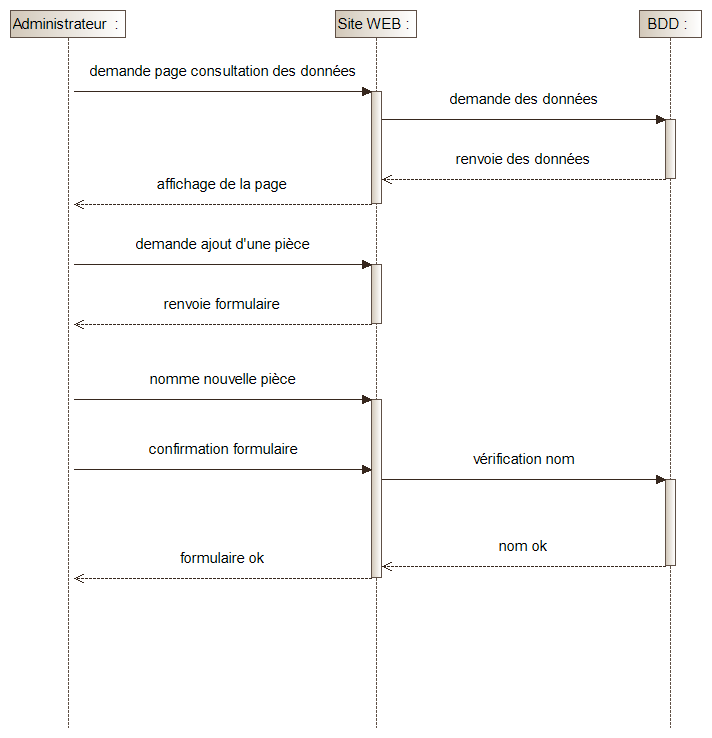 Administrateur :
Site WEB :
BDD :
demande page consultation des données
demande des données
renvoie des données
affichage de la page
demande ajout d'une pièce
renvoie formulaire
nomme nouvelle pièce
confirmation formulaire
vérification nom
nom ok
formulaire ok